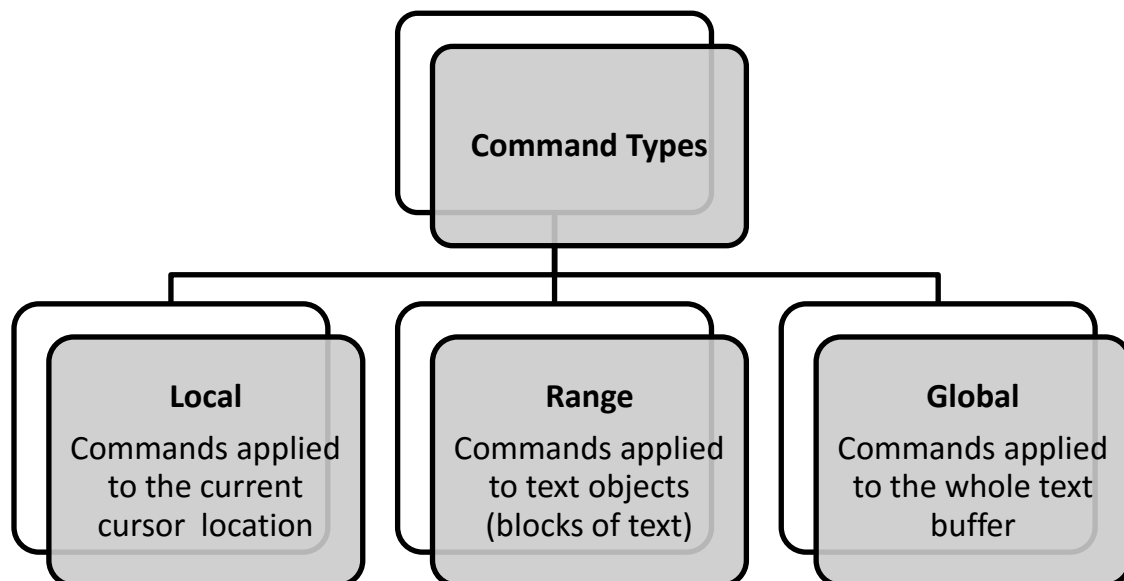 Command Types
Local
Commands applied
to the current
cursor location
Range
Commands applied
to text objects
(blocks of text)
Global
Commands applied
to the whole text
buffer